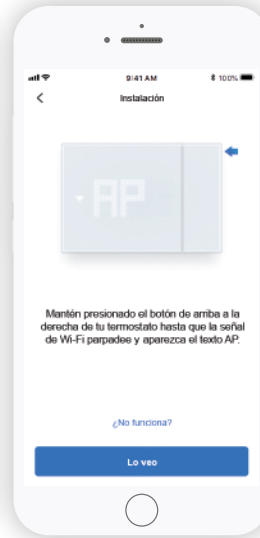 9:41 AM
100%
Instalación
AP
Mantén presionado el botón de arriba a la
derecha de tu termostato hasta que la señal
de Wi-Fi parpadee y aparezca el texto AP.
¿No funciona?
Lo veo